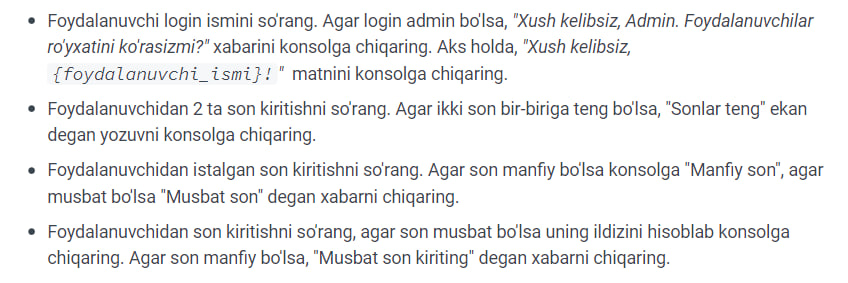 • Foydalanuvchi login ismini so'rang. Agar login admin bo'lsa, "Xush kelibsiz, Admin. Foydalanuvchilar
ro'yxatini ko'rasizmi?" xabarini konsolga chiqaring. Aks holda, "Xush kelibsiz,
{foydalanuvchi_ismi}!" matnini konsolga chiqaring.
• Foydalanuvchidan 2 ta son kiritishni so'rang. Agar ikki son bir-biriga teng bo'lsa, "Sonlar teng" ekan
degan yozuvni konsolga chiqaring.
• Foydalanuvchidan istalgan son kiritishni so'rang. Agar son manfiy bo'lsa konsolga "Manfiy son", agar
musbat bo'lsa "Musbat son" degan xabarni chiqaring.
• Foydalanuvchidan son kiritishni so'rang, agar son musbat bo'lsa uning ildizini hisoblab konsolga
chiqaring. Agar son manfiy bo'lsa, "Musbat son kiriting" degan xabarni chiqaring.